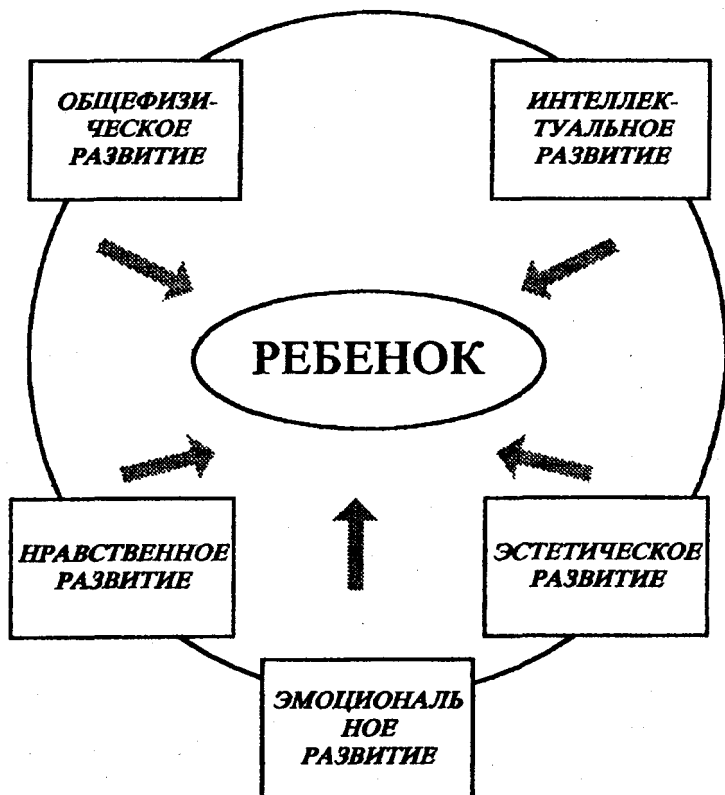 ОБЩЕФИЗИ-
ЧЕСКОЕ
РАЗВИТИЕ
ИНТЕЛЛЕК-
ТУАЛЬНОЕ
РАЗВИТИЕ
РЕБЕНОК
НРАВСТВЕННОЕ
РАЗВИТИЕ
ЭСТЕТИЧЕСКОЕ
РАЗВИТИЕ
ЭМОЦИОНАЛЬ
НОЕ
РАЗВИТИЕ